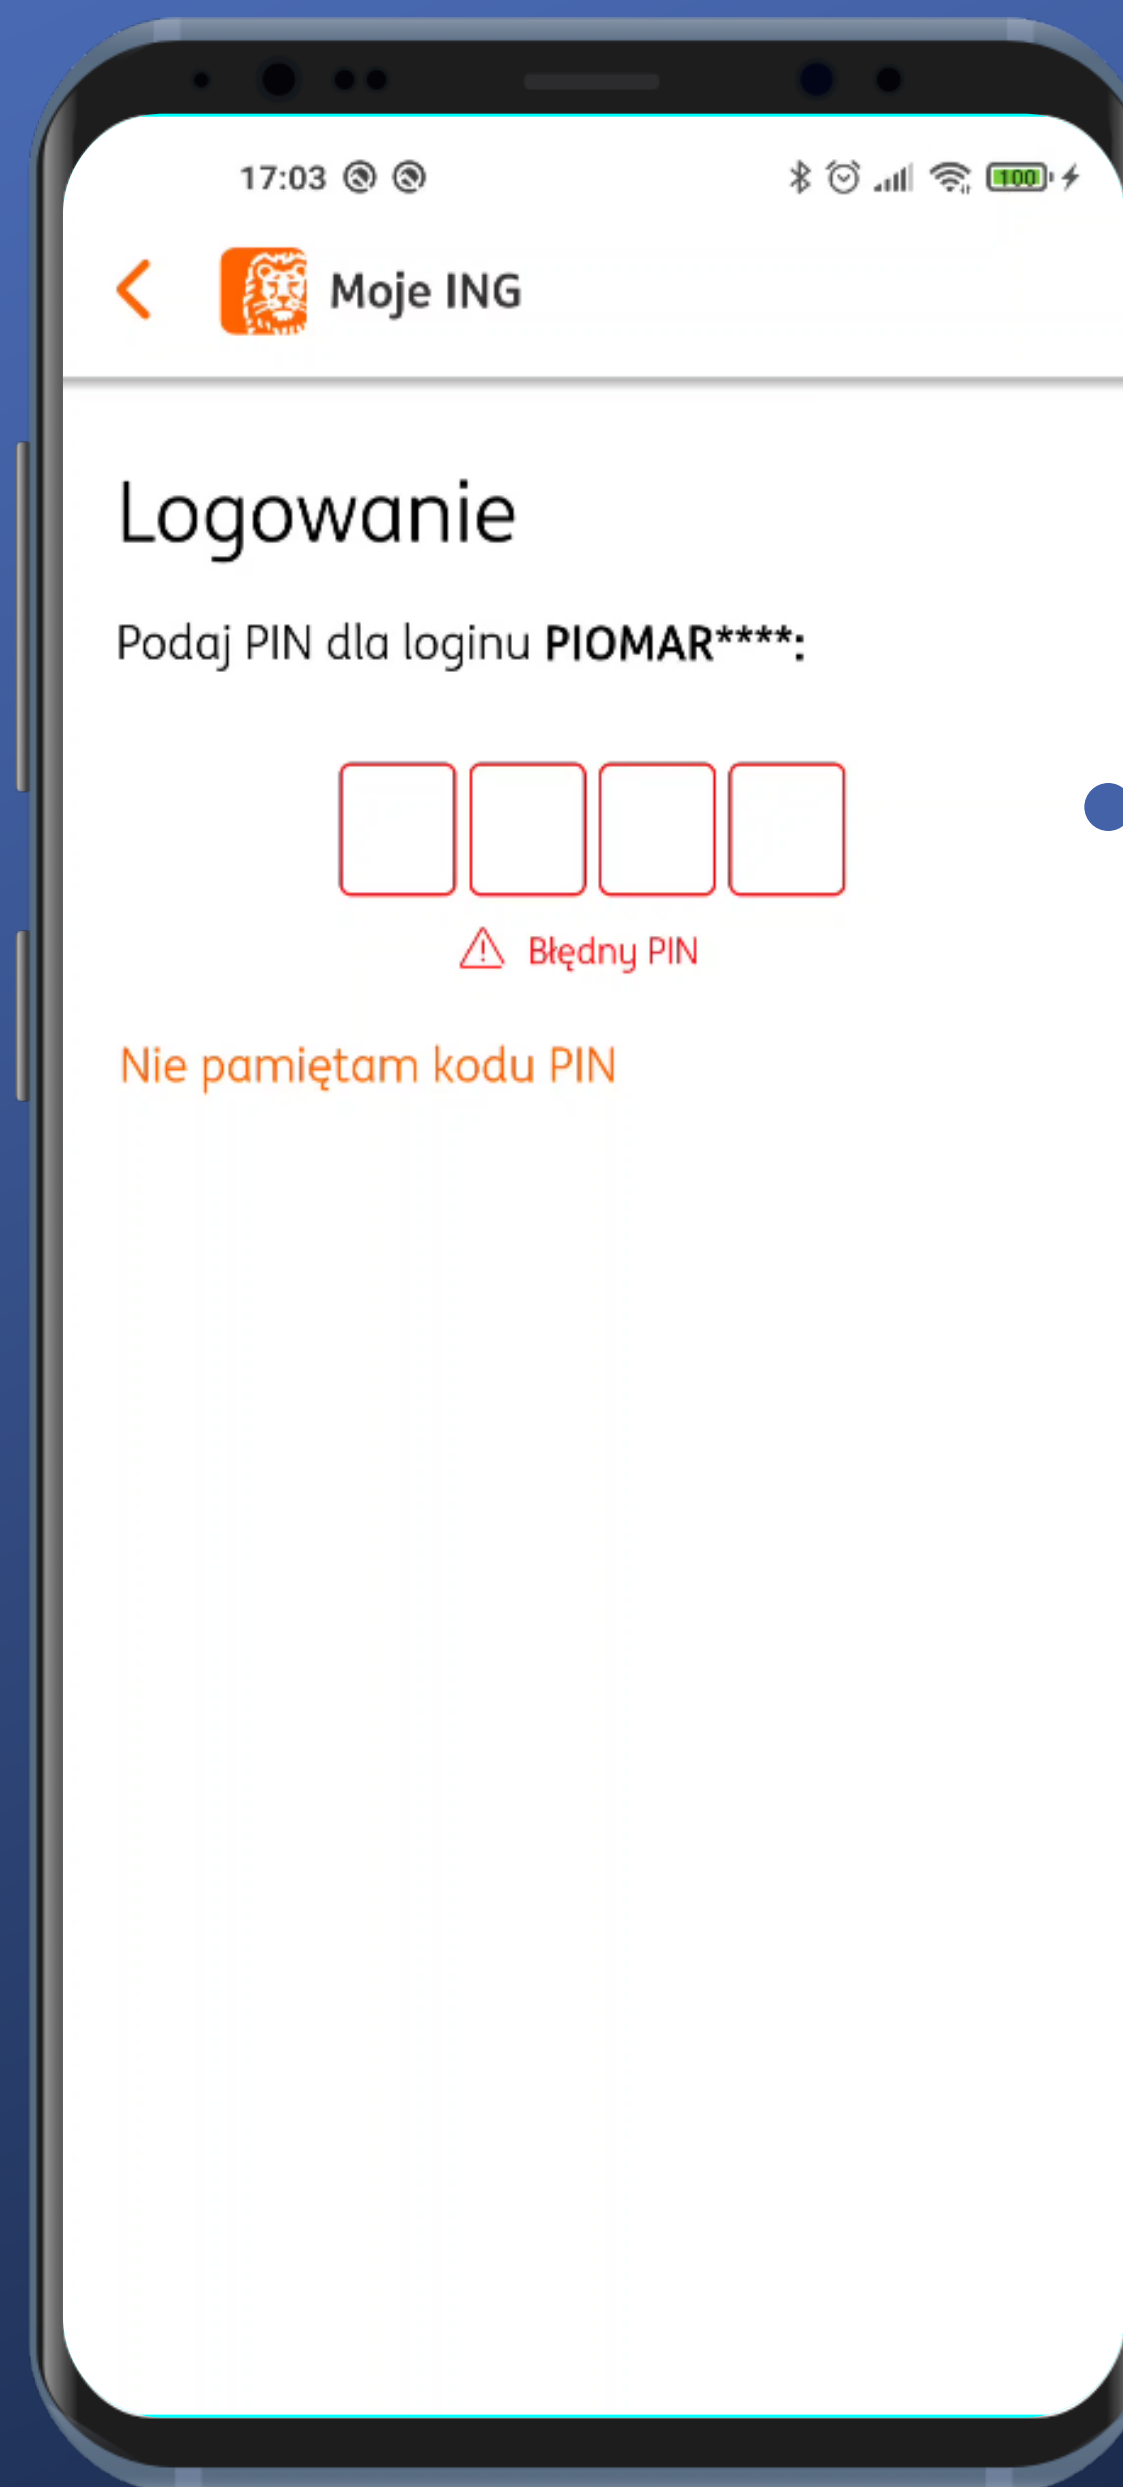 17:03
100
Moje ING
Logowanie
Podaj PIN dla loginu PIOMAR****:
Błędny PIN
Nie pamiętam kodu PIN